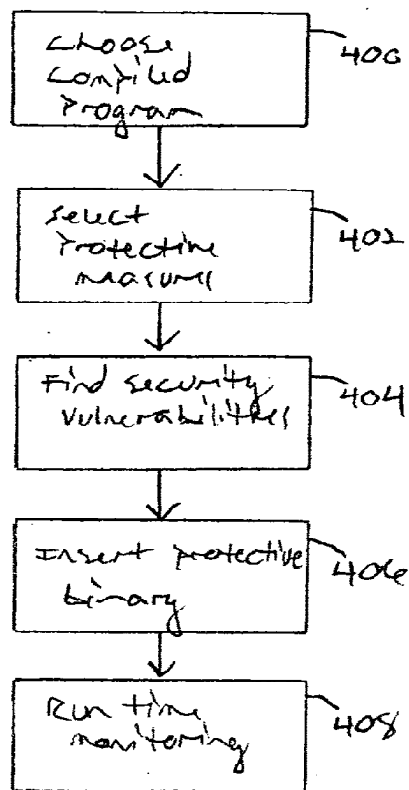 Choose
Compiled
Program
400
Select
Protective
measures
402
Find security
vulnerabilities
404
Insert protective
binary
406
Run time
monitoring
408